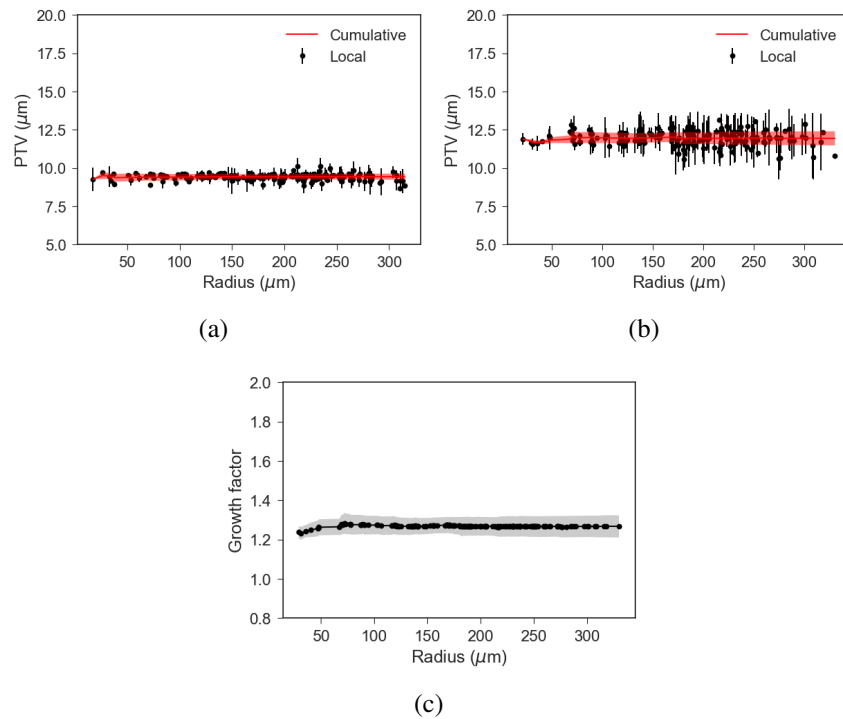 20.0
17.5
15.0
12.5
10.0
7.5
5.0
PTV (μm)
Cumulative
Local
50 100 150 200 250 300
Radius (μm)
(a)
20.0
17.5
15.0
12.5
10.0
7.5
5.0
PTV (μm)
Cumulative
Local
50 100 150 200 250 300
Radius (μm)
(b)
2.0
1.8
1.6
1.4
1.2
1.0
0.8
Growth factor
50 100 150 200 250 300
Radius (μm)
(c)